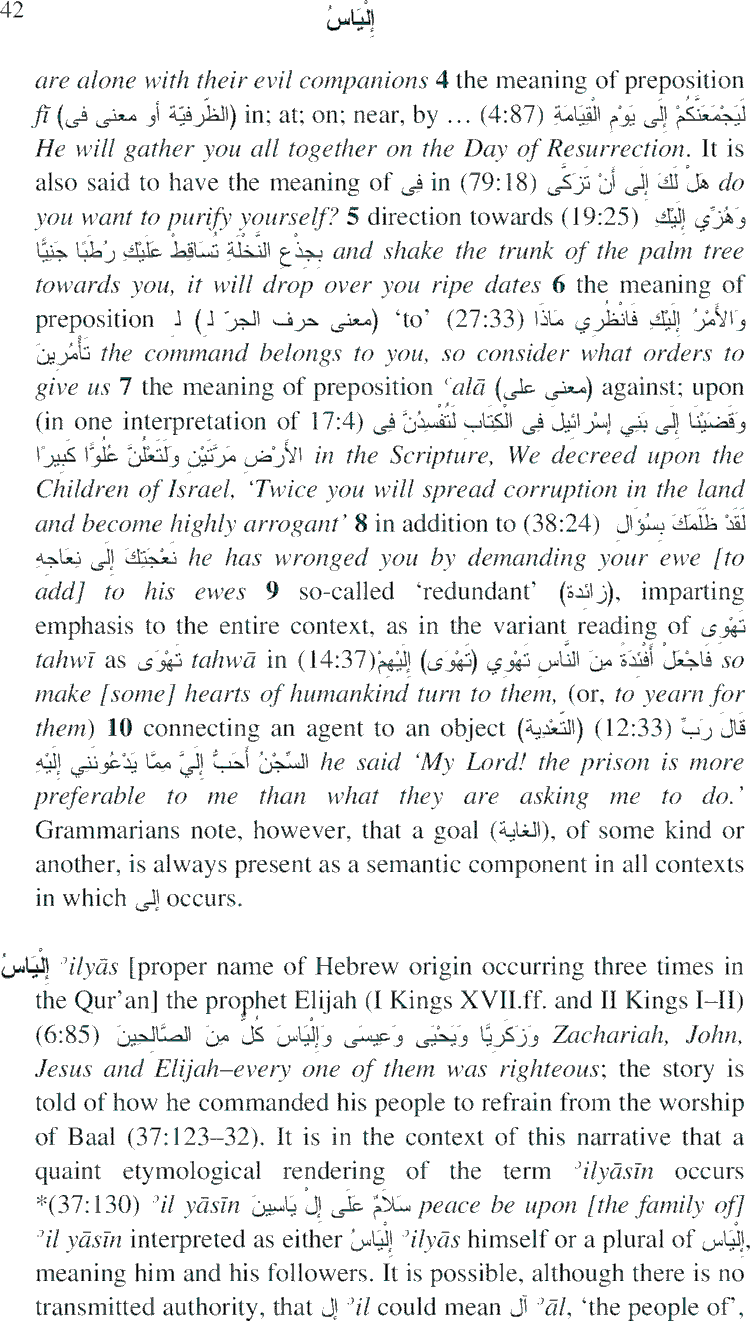 42
إِلْيَاسُ
are alone with their evil companions 4 the meaning of preposition
fī (الظّرفيّة أو معنى فى) in; at; on; near, by … (4:87) لَيَجْمَعَنَّكُمْ إِلَى يَوْمِ الْقِيَامَةِ
He will gather you all together on the Day of Resurrection. It is
also said to have the meaning of فِى in (79:18) هَلْ لَكَ إِلَى أَنْ تَزَكَّى do
you want to purify yourself? 5 direction towards (19:25) وَهُزِّي إِلَيْكِ
بِجِذْعِ النَّخْلَةِ تُسَاقِطْ عَلَيْكِ رُطَبًا جَنِيًّا and shake the trunk of the palm tree
towards you, it will drop over you ripe dates 6 the meaning of
preposition لِـ (معنى حرف الجرّ لـِ) ‘to’ (27:33) وَالأَمْرُ إِلَيْكِ فَانْظُرِي مَاذَا
تَأْمُرِينَ the command belongs to you, so consider what orders to
give us 7 the meaning of preposition ʿalā (معنى على) against; upon
(in one interpretation of 17:4) وَقَضَيْنَا إِلَى بَنِي إِسْرَائِيلَ فِى الْكِتَابِ لَتُفْسِدُنَّ فِى
الأَرْضِ مَرَّتَيْنِ وَلَتَعْلُنَّ عُلُوًّا كَبِيرًا in the Scripture, We decreed upon the
Children of Israel, ‘Twice you will spread corruption in the land
and become highly arrogant’ 8 in addition to (38:24) لَقَدْ ظَلَمَكَ بِسُؤَالِ
نَعْجَتِكَ إِلَى نِعَاجِهِ he has wronged you by demanding your ewe [to
add] to his ewes 9 so-called ‘redundant’ (زائدة), imparting
emphasis to the entire context, as in the variant reading of تَهْوِى
tahwī as تَهْوَى tahwā in (14:37) فَاجْعَلْ أَفْئِدَةً مِنَ النَّاسِ تَهْوِي (تَهْوَى) إِلَيْهِمْ so
make [some] hearts of humankind turn to them, (or, to yearn for
them) 10 connecting an agent to an object (التّعْدية) (12:33) قَالَ رَبِّ
السِّجْنُ أَحَبُّ إِلَيَّ مِمَّا يَدْعُونَنِي إِلَيْهِ he said ‘My Lord! the prison is more
preferable to me than what they are asking me to do.’
Grammarians note, however, that a goal (الغاية), of some kind or
another, is always present as a semantic component in all contexts
in which إلى occurs.
إِلْيَاسُ ʾilyās [proper name of Hebrew origin occurring three times in
the Qur’an] the prophet Elijah (I Kings XVII.ff. and II Kings I–II)
(6:85) وَزَكَرِيَّا وَيَحْيَى وَعِيسَى وَإِلْيَاسَ كُلٌّ مِنَ الصَّالِحِينَ Zachariah, John,
Jesus and Elijah–every one of them was righteous; the story is
told of how he commanded his people to refrain from the worship
of Baal (37:123–32). It is in the context of this narrative that a
quaint etymological rendering of the term ʾilyāsīn occurs
*(37:130) ʾil yāsīn سَلاَمٌ عَلَى إِلْ يَاسِينَ peace be upon [the family of]
ʾil yāsīn interpreted as either إِلْيَاسُ ʾilyās himself or a plural of إِلْيَاس,
meaning him and his followers. It is possible, although there is no
transmitted authority, that إل ʾil could mean آل ʾāl, ‘the people of’,